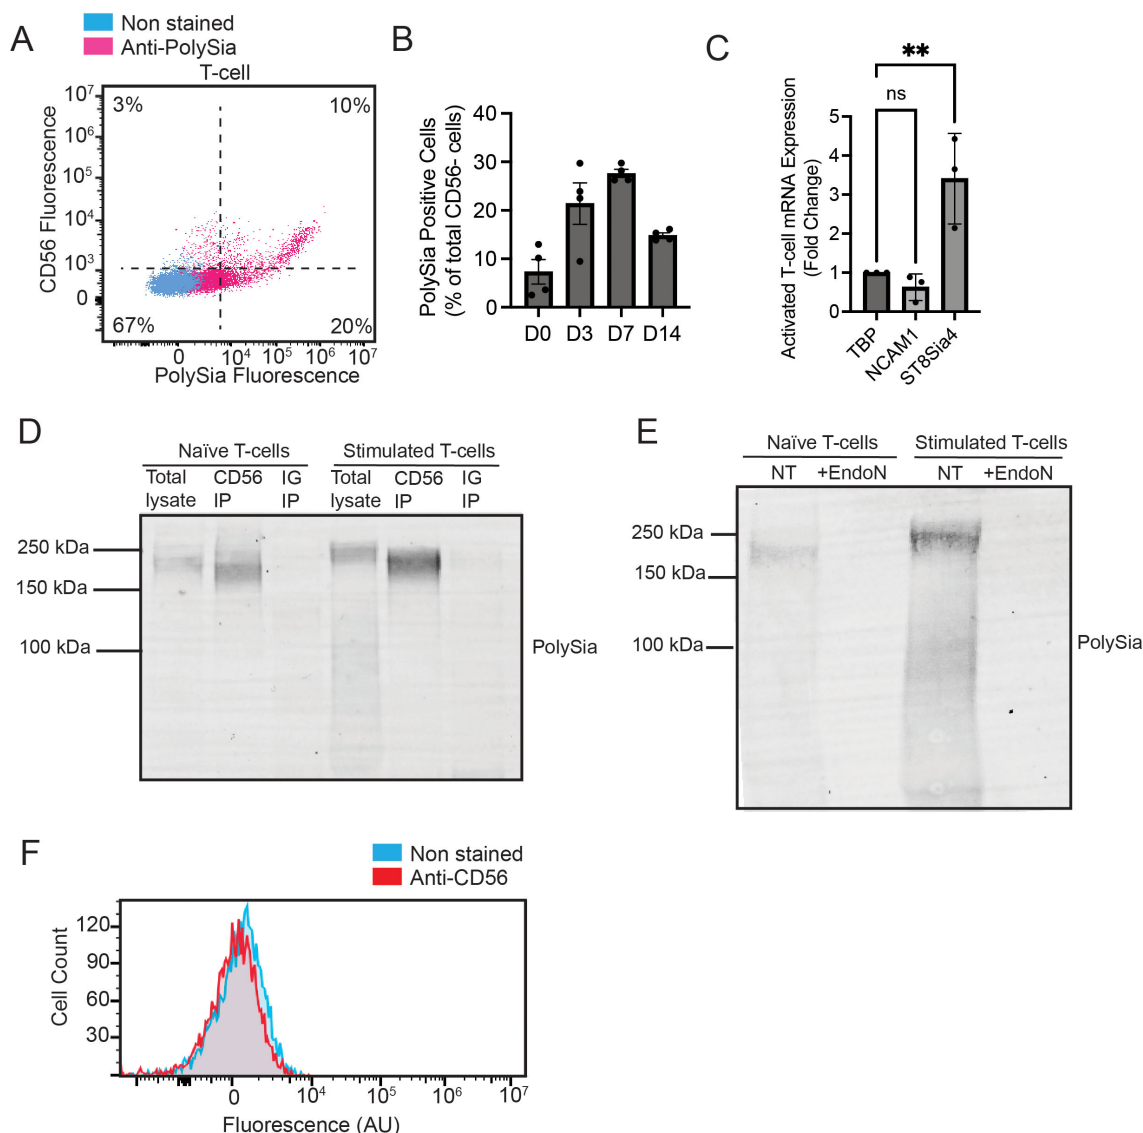 A
Non stained
Anti-PolySia
T-cell
CD56 Fluorescence
10⁷
10⁶
10⁵
10⁴
10³
0
3%
10%
67%
20%
0 10⁴ 10⁵ 10⁶ 10⁷
PolySia Fluorescence
B
PolySia Positive Cells
(% of total CD56- cells)
40
30
20
10
0
D0 D3 D7 D14
C
Activated T-cell mRNA Expression
(Fold Change)
**
ns
5
4
3
2
1
0
TBP
NCAM1
ST8Sia4
D
Naïve T-cells
Stimulated T-cells
Total CD56 IG Total CD56 IG
lysate IP IP lysate IP IP
250 kDa
150 kDa
100 kDa
PolySia
E
Naïve T-cells
Stimulated T-cells
NT +EndoN NT +EndoN
250 kDa
150 kDa
100 kDa
PolySia
F
Non stained
Anti-CD56
Cell Count
120
90
60
30
0 10⁴ 10⁵ 10⁶ 10⁷
Fluorescence (AU)